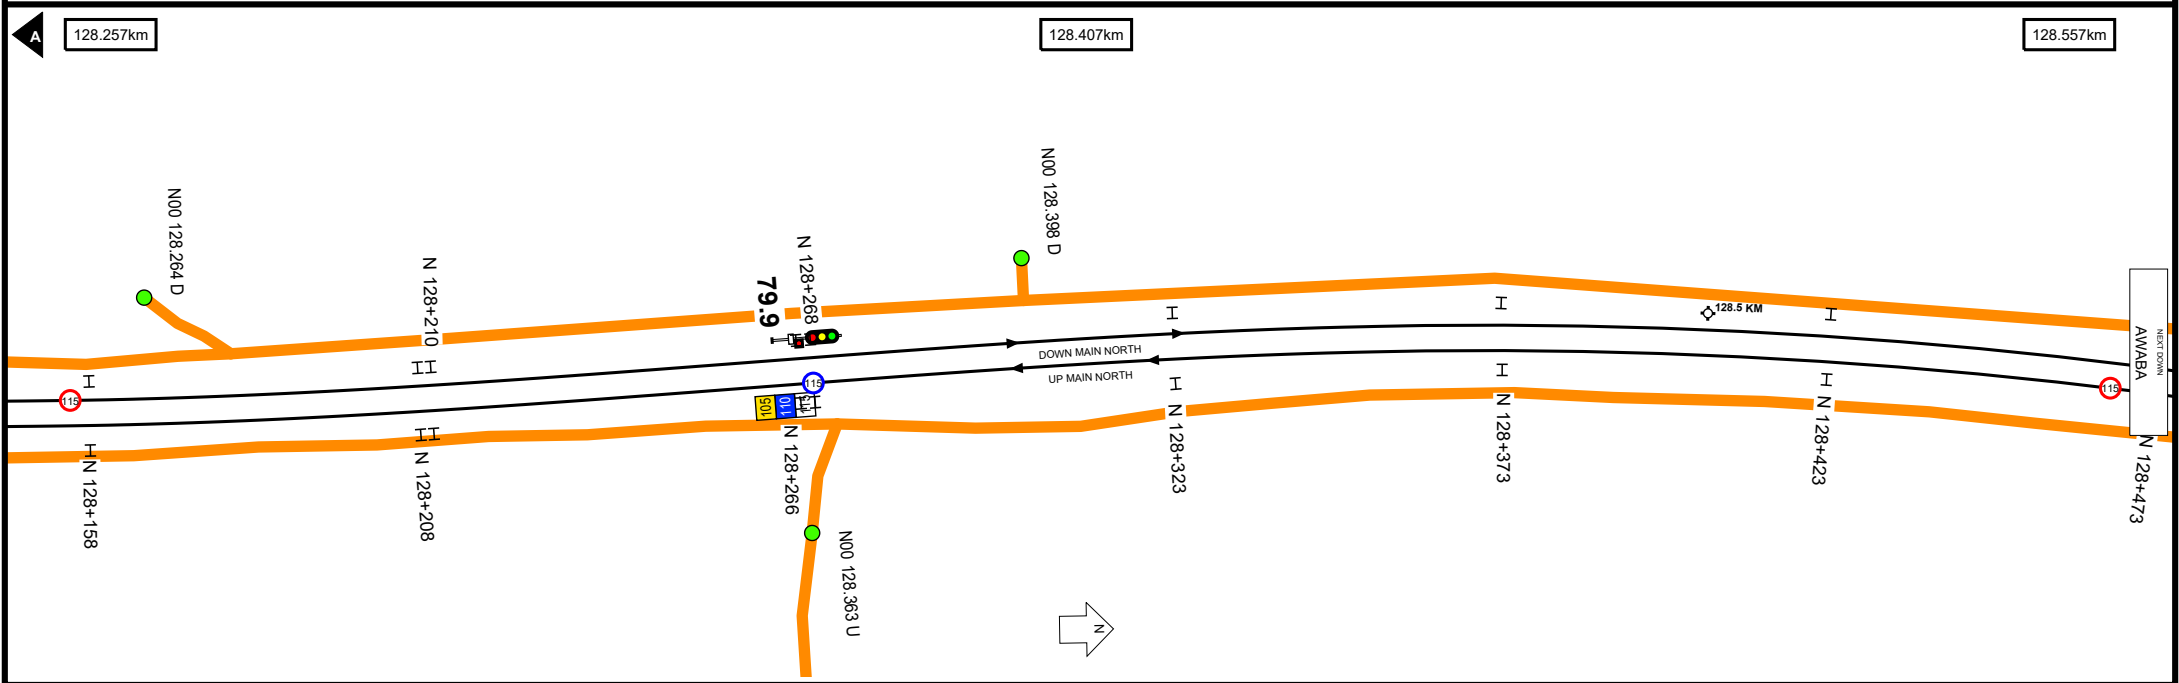 A
128.257km
128.407km
128.557km
N00 128.264 D
N 128+210
79.9
N 128+268
N00 128.398 D
128.5 KM
NEXT DOWN
AWABA
DOWN MAIN NORTH
UP MAIN NORTH
115
115
115
105
110
115
N 128+158
N 128+208
N 128+266
N00 128.363 U
N 128+323
N 128+373
N 128+423
N 128+473
N